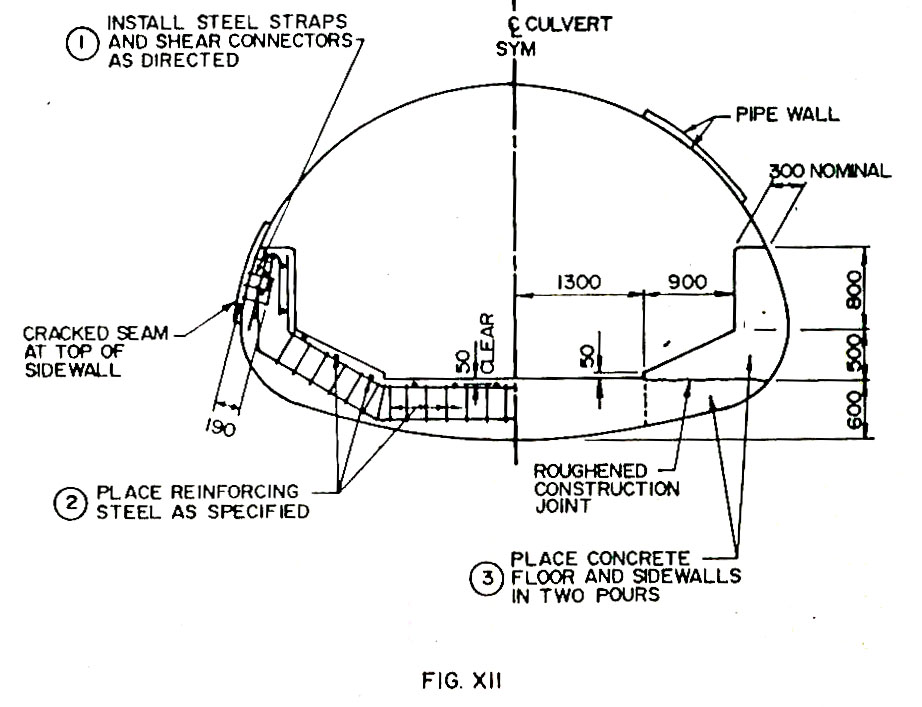 1
INSTALL STEEL STRAPS
AND SHEAR CONNECTORS
AS DIRECTED
℄ CULVERT
SYM
PIPE WALL
300 NOMINAL
1300
900
800
500
600
CRACKED SEAM
AT TOP OF
SIDEWALL
190
50
CLEAR
50
2
PLACE REINFORCING
STEEL AS SPECIFIED
ROUGHENED
CONSTRUCTION
JOINT
3
PLACE CONCRETE
FLOOR AND SIDEWALLS
IN TWO POURS
FIG. XII